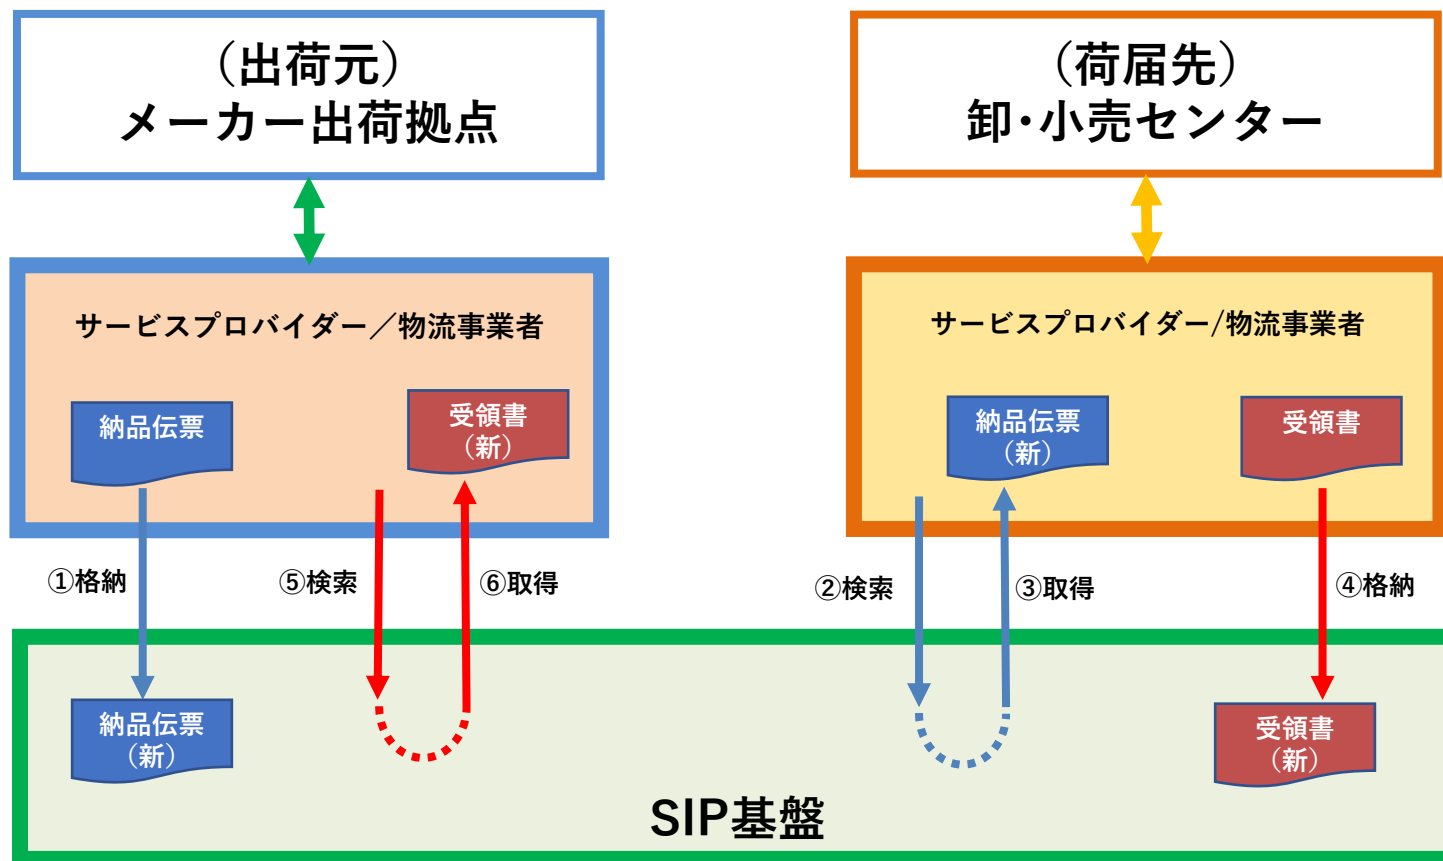 （出荷元）
メーカー出荷拠点
（荷届先）
卸･小売センター
サービスプロバイダー／物流事業者
納品伝票
受領書
（新）
サービスプロバイダー/物流事業者
納品伝票
（新）
受領書
①格納
⑤検索
⑥取得
②検索
③取得
④格納
納品伝票
（新）
受領書
（新）
SIP基盤